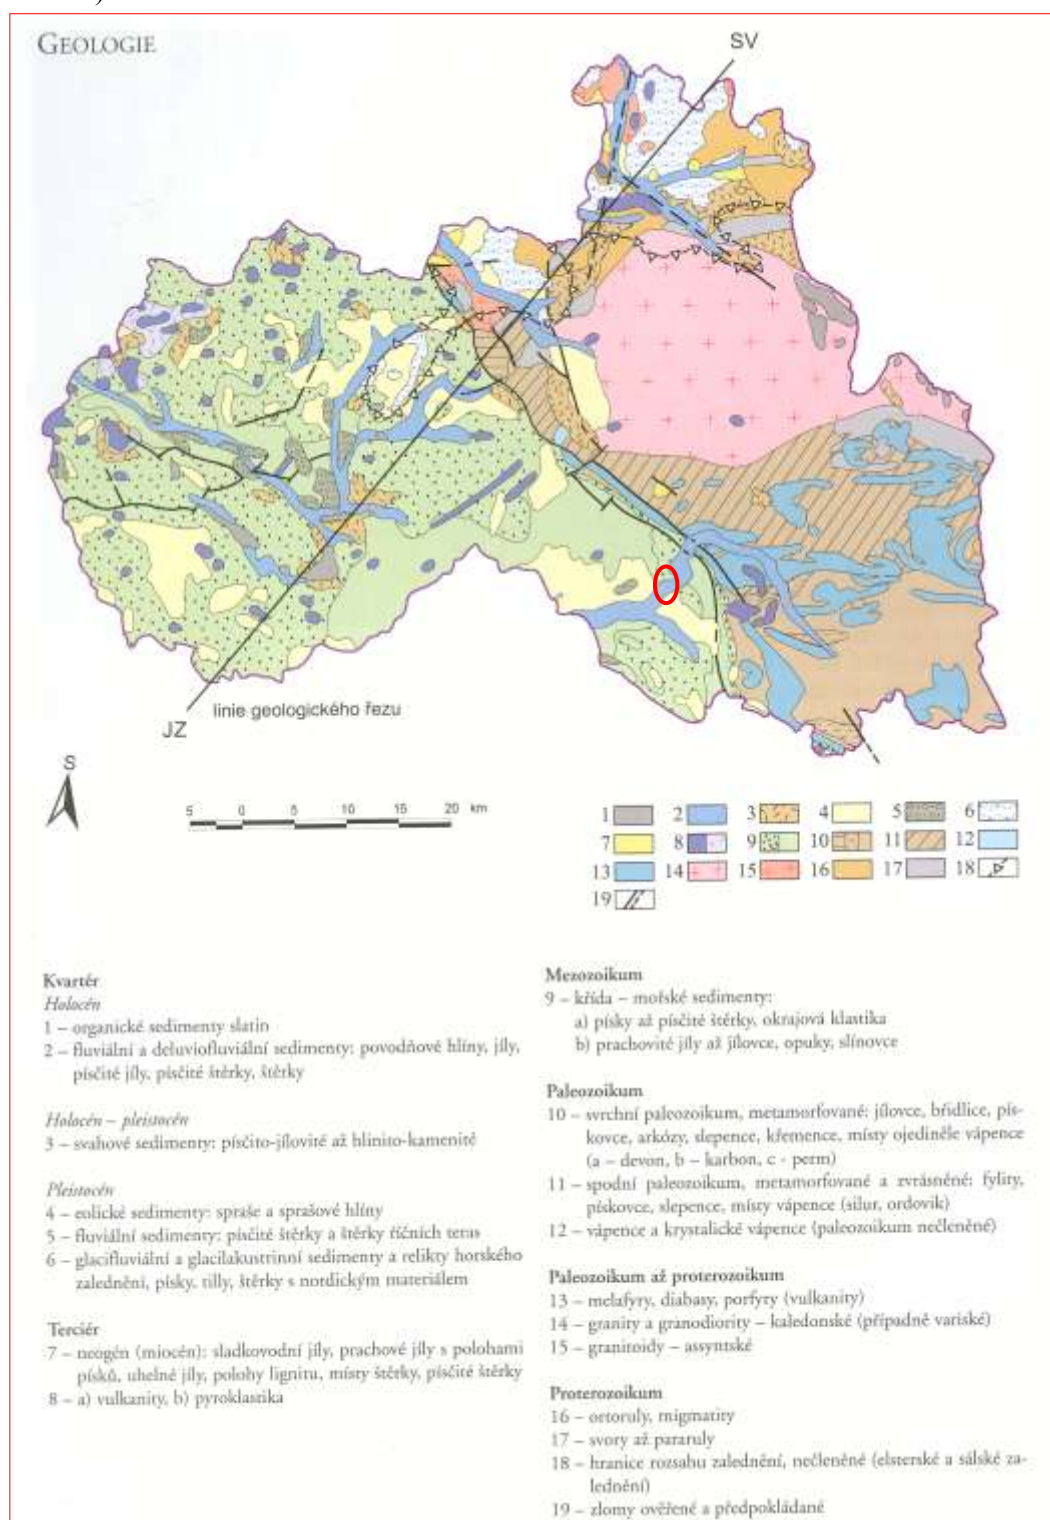 GEOLOGIE
SV
JZ
linie geologického řezu
S
5 0 5 10 15 20 km
1 2 3 4 5 6
7 8 9 10 11 12
13 14 15 16 17 18
19
Kvartér
Holocén
1 – organické sedimenty slatin
2 – fluviální a deluviofluviální sedimenty: povodňové hlíny, jíly,
písčité jíly, písčité štěrky, štěrky
Holocén – pleistocén
3 – svahové sedimenty: písčito-jílovité až hlinito-kamenité
Pleistocén
4 – eolické sedimenty: spraše a sprašové hlíny
5 – fluviální sedimenty: písčité štěrky a štěrky říčních teras
6 – glacifluviální a glacilakustrinní sedimenty a relikty horského
zalednění, písky, tilly, štěrky s nordickým materiálem
Terciér
7 – neogén (miocén): sladkovodní jíly, prachové jíly s polohami
písků, uhelné jíly, polohy lignitu, místy štěrky, písčité štěrky
8 – a) vulkanity, b) pyroklastika
Mezozoikum
9 – křída – mořské sedimenty:
a) písky až písčité štěrky, okrajová klastika
b) prachovité jíly až jílovce, opuky, slínovce
Paleozoikum
10 – svrchní paleozoikum, metamorfované: jílovce, břidlice, pís-
kovce, arkózy, slepence, křemence, místy ojediněle vápence
(a – devon, b – karbon, c - perm)
11 – spodní paleozoikum, metamorfované a zvrásněné: fylity,
pískovce, slepence, místy vápence (silur, ordovik)
12 – vápence a krystalické vápence (paleozoikum nečleněné)
Paleozoikum až proterozoikum
13 – melafyry, diabasy, porfyry (vulkanity)
14 – granity a granodiority – kaledonské (případně variské)
15 – granitoidy – assyntské
Proterozoikum
16 – ortoruly, migmatity
17 – svory až pararuly
18 – hranice rozsahu zalednění, nečleněné (elsterské a sálské za-
lednění)
19 – zlomy ověřené a předpokládané